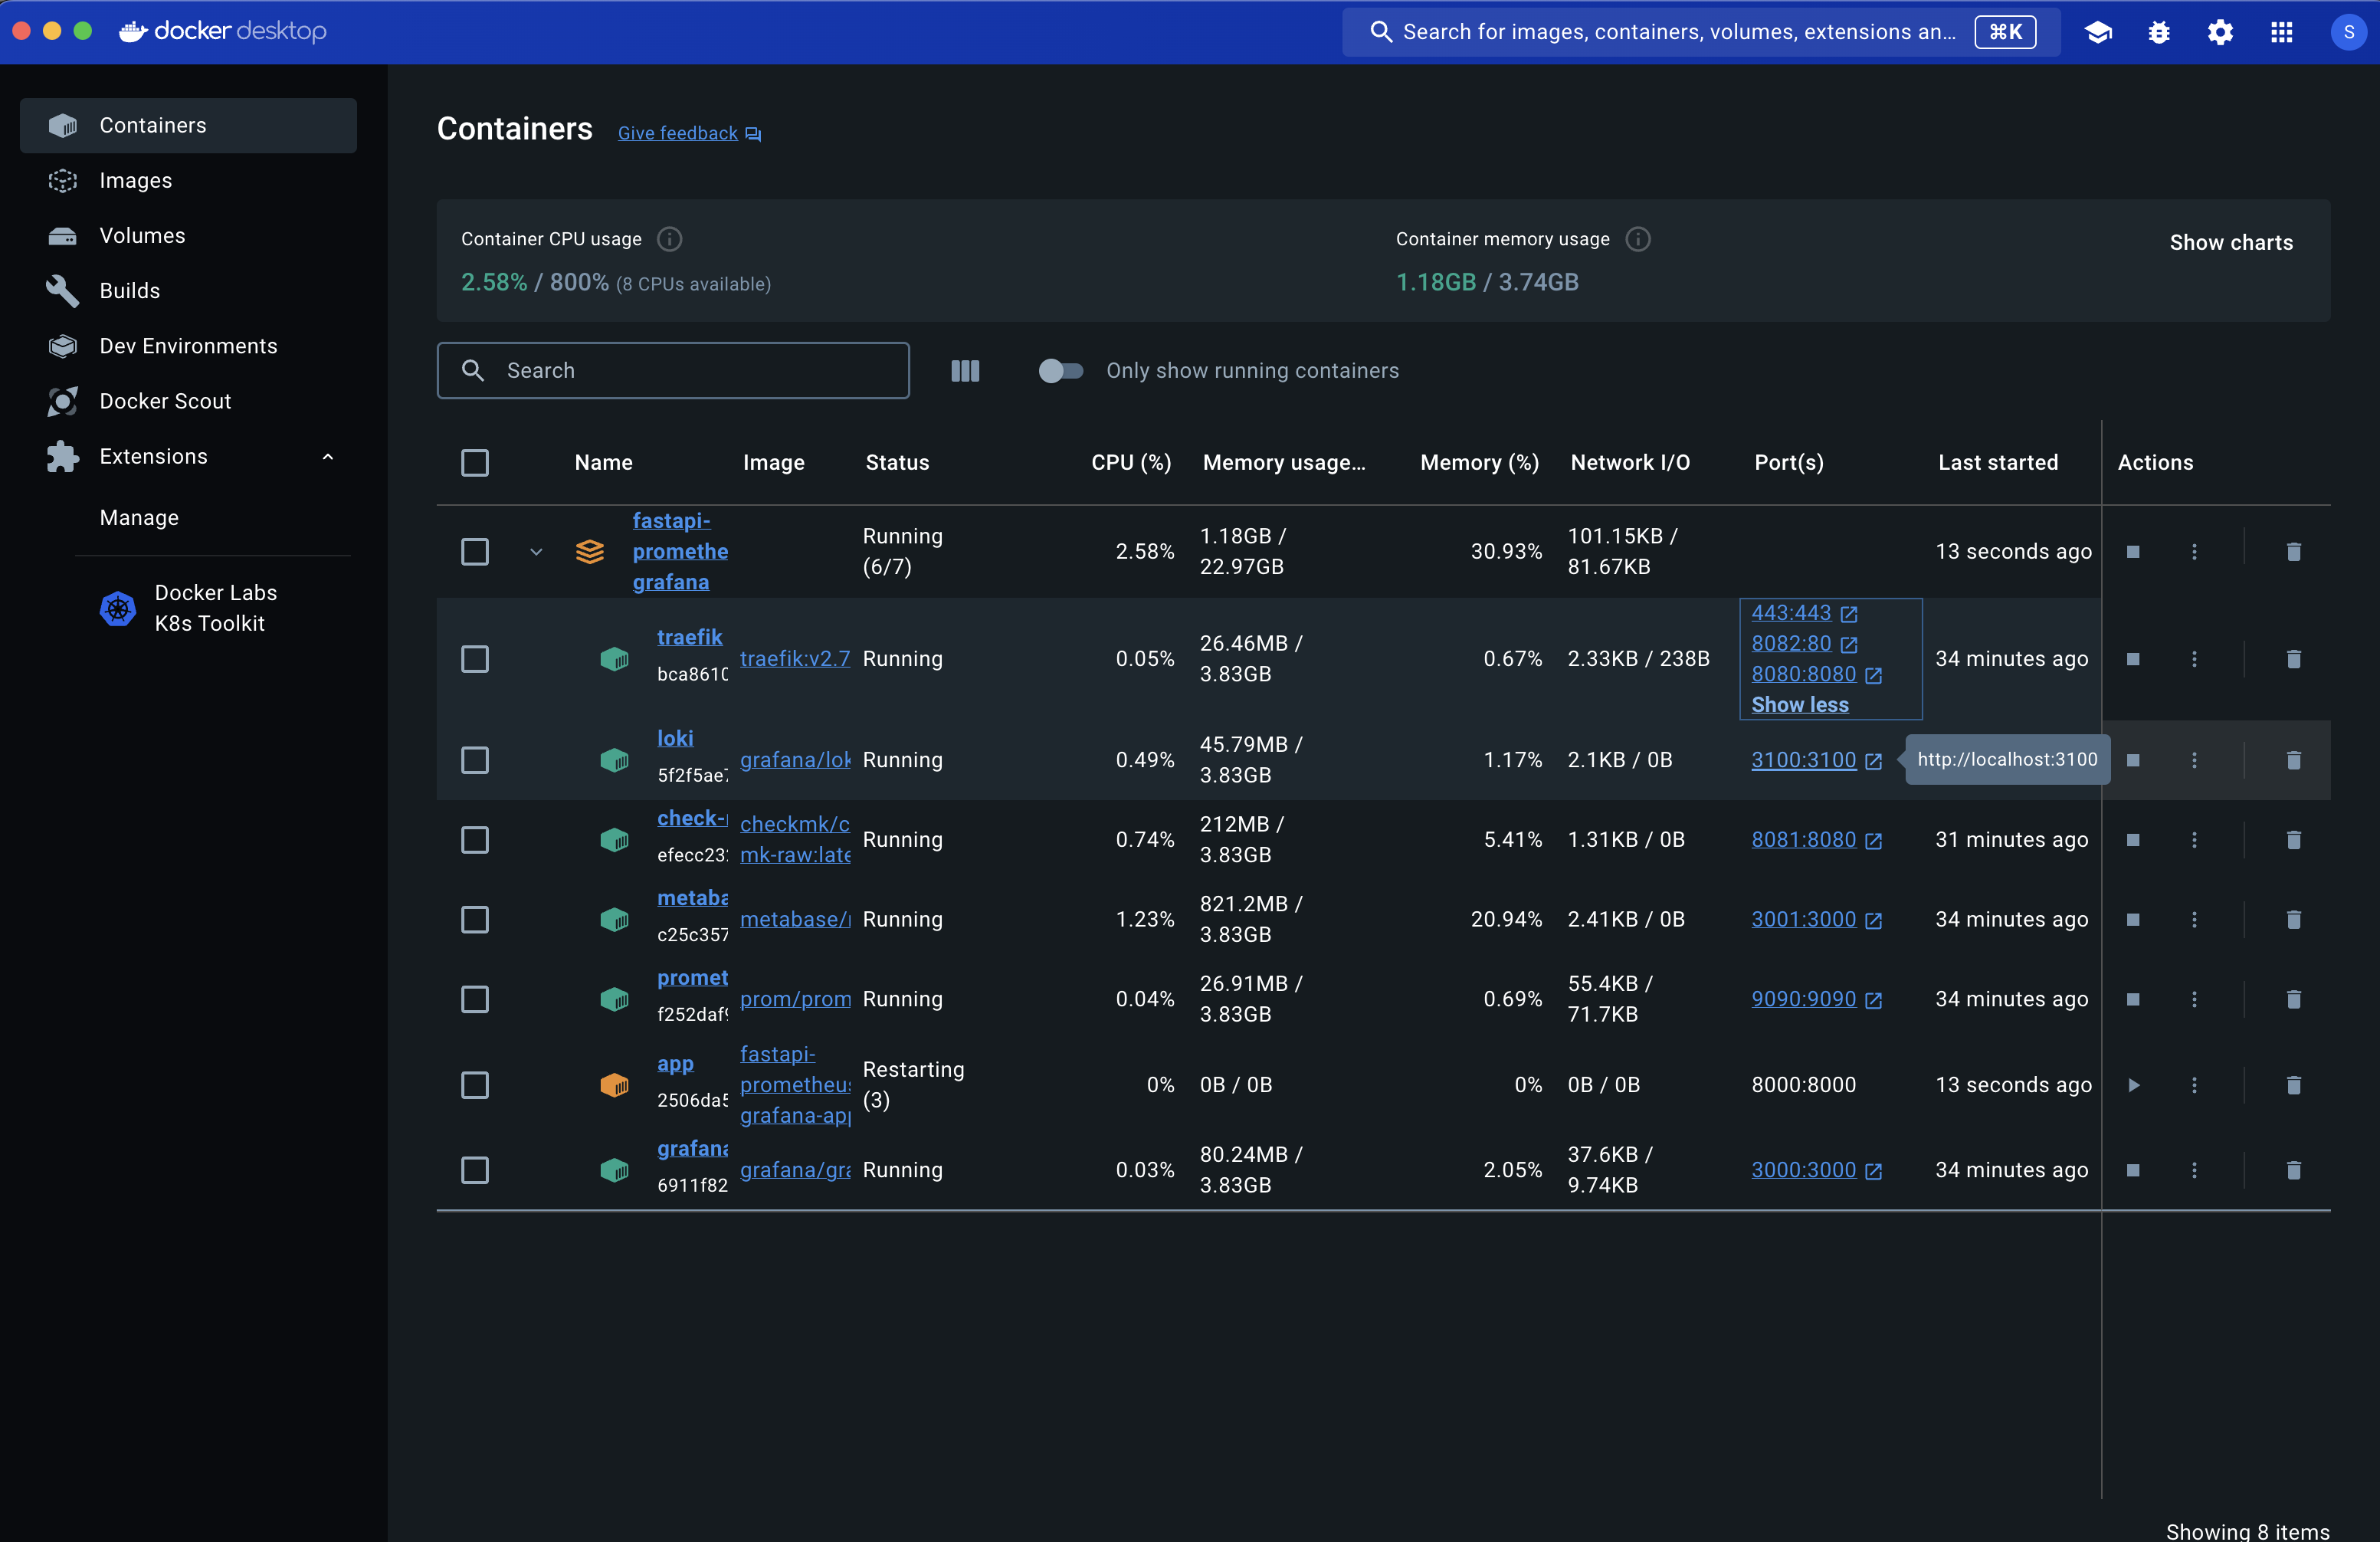 docker desktop
Search for images, containers, volumes, extensions an...
⌘K
S
Containers
Images
Volumes
Builds
Dev Environments
Docker Scout
Extensions
Manage
Docker Labs
K8s Toolkit
Containers Give feedback
Container CPU usage
2.58% / 800% (8 CPUs available)
Container memory usage
1.18GB / 3.74GB
Show charts
Search
Only show running containers
Name Image Status CPU (%) Memory usage... Memory (%) Network I/O Port(s) Last started Actions
fastapi-
promethe
grafana
Running
(6/7)
2.58%
1.18GB /
22.97GB
30.93%
101.15KB /
81.67KB
13 seconds ago
traefik
bca8610
traefik:v2.7
Running
0.05%
26.46MB /
3.83GB
0.67%
2.33KB / 238B
443:443
8082:80
8080:8080
Show less
34 minutes ago
loki
5f2f5ae7
grafana/lok
Running
0.49%
45.79MB /
3.83GB
1.17%
2.1KB / 0B
3100:3100
http://localhost:3100
check-
efecc23
checkmk/c
mk-raw:late
Running
0.74%
212MB /
3.83GB
5.41%
1.31KB / 0B
8081:8080
31 minutes ago
metaba
c25c357
metabase/
Running
1.23%
821.2MB /
3.83GB
20.94%
2.41KB / 0B
3001:3000
34 minutes ago
promet
f252daf
prom/prom
Running
0.04%
26.91MB /
3.83GB
0.69%
55.4KB /
71.7KB
9090:9090
34 minutes ago
app
2506da5
fastapi-
prometheus
grafana-app
Restarting
(3)
0%
0B / 0B
0%
0B / 0B
8000:8000
13 seconds ago
grafana
6911f82
grafana/gra
Running
0.03%
80.24MB /
3.83GB
2.05%
37.6KB /
9.74KB
3000:3000
34 minutes ago
Showing 8 items